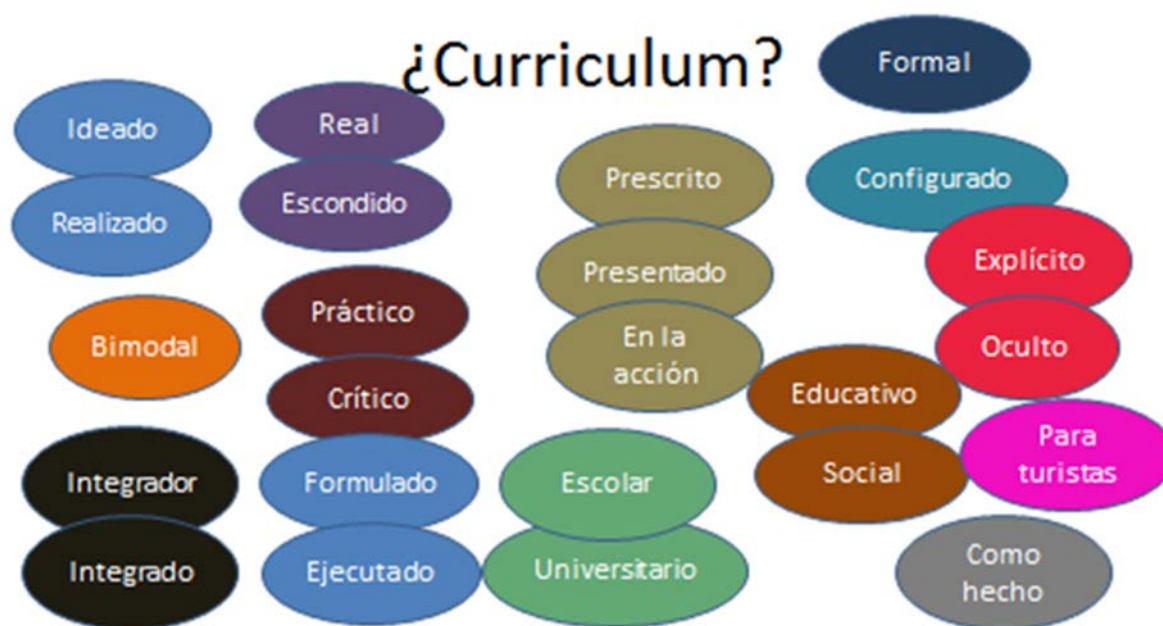 ¿Curriculum?
Formal
Ideado
Real
Realizado
Escondido
Prescrito
Configurado
Presentado
Explícito
Bimodal
Práctico
En la
acción
Oculto
Crítico
Educativo
Para
turistas
Integrador
Formulado
Escolar
Social
Integrado
Ejecutado
Universitario
Como
hecho